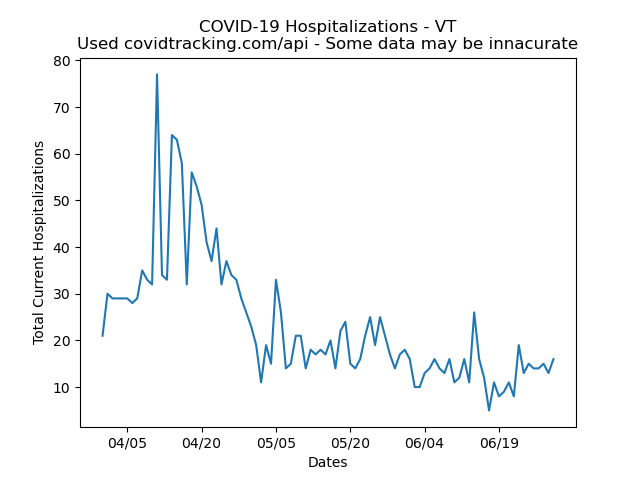 COVID-19 Hospitalizations - VT
Used covidtracking.com/api - Some data may be innacurate
80
70
60
50
40
30
20
10
Total Current Hospitalizations
04/05 04/20 05/05 05/20 06/04 06/19
Dates